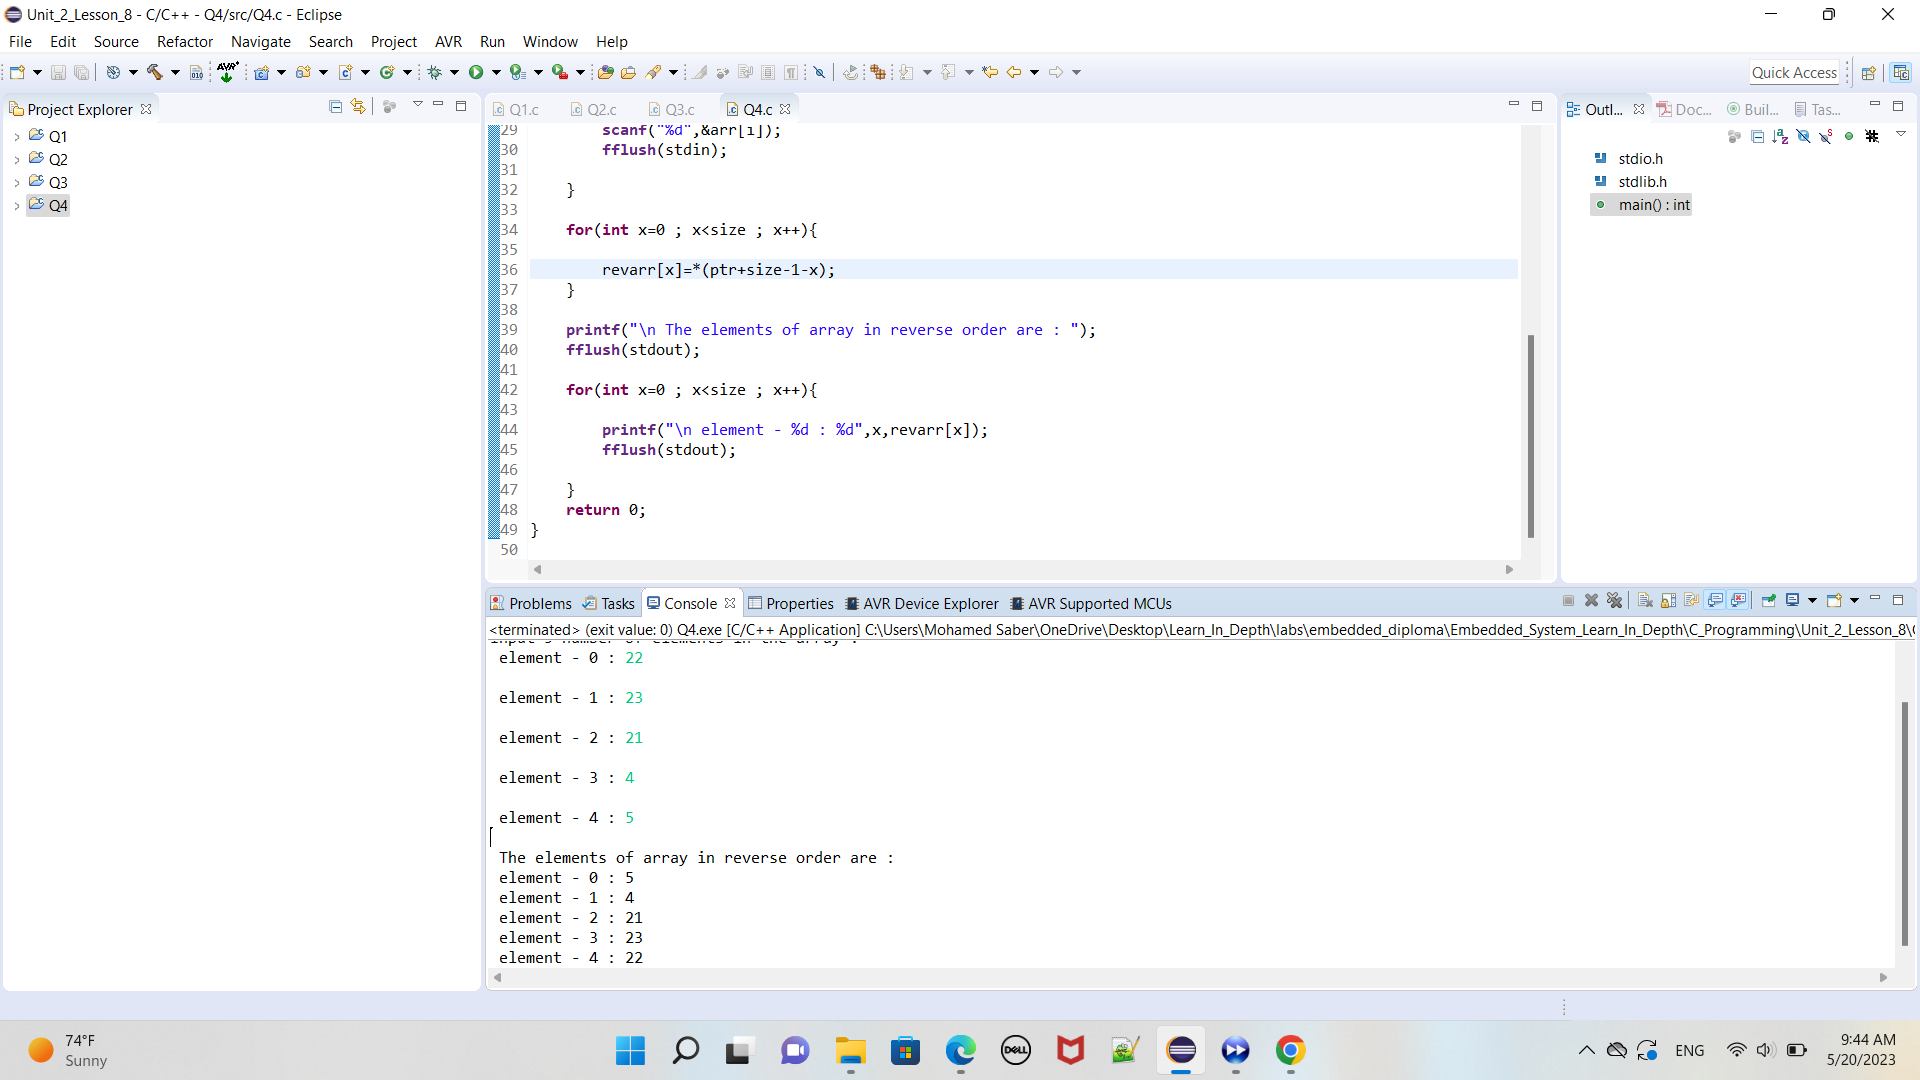 Unit_2_Lesson_8 - C/C++ - Q4/src/Q4.c - Eclipse
File Edit Source Refactor Navigate Search Project AVR Run Window Help
Quick Access
Project Explorer
Q1
Q2
Q3
Q4
Q1.c Q2.c Q3.c Q4.c
29 scanf("%d",&arr[i]);
30 fflush(stdin);
31
32 }
33
34 for(int x=0 ; x<size ; x++){
35
36 revarr[x]=*(ptr+size-1-x);
37 }
38
39 printf("\n The elements of array in reverse order are : ");
40 fflush(stdout);
41
42 for(int x=0 ; x<size ; x++){
43
44 printf("\n element - %d : %d",x,revarr[x]);
45 fflush(stdout);
46
47 }
48 return 0;
49 }
50
Outl... Doc... Buil... Tas...
stdio.h
stdlib.h
main() : int
Problems Tasks Console Properties AVR Device Explorer AVR Supported MCUs
<terminated> (exit value: 0) Q4.exe [C/C++ Application] C:\Users\Mohamed Saber\OneDrive\Desktop\Learn_In_Depth\labs\embedded_diploma\Embedded_System_Learn_In_Depth\C_Programming\Unit_2_Lesson_8\
element - 0 : 22
element - 1 : 23
element - 2 : 21
element - 3 : 4
element - 4 : 5
The elements of array in reverse order are :
element - 0 : 5
element - 1 : 4
element - 2 : 21
element - 3 : 23
element - 4 : 22
74°F
Sunny
DELL
ENG
9:44 AM
5/20/2023